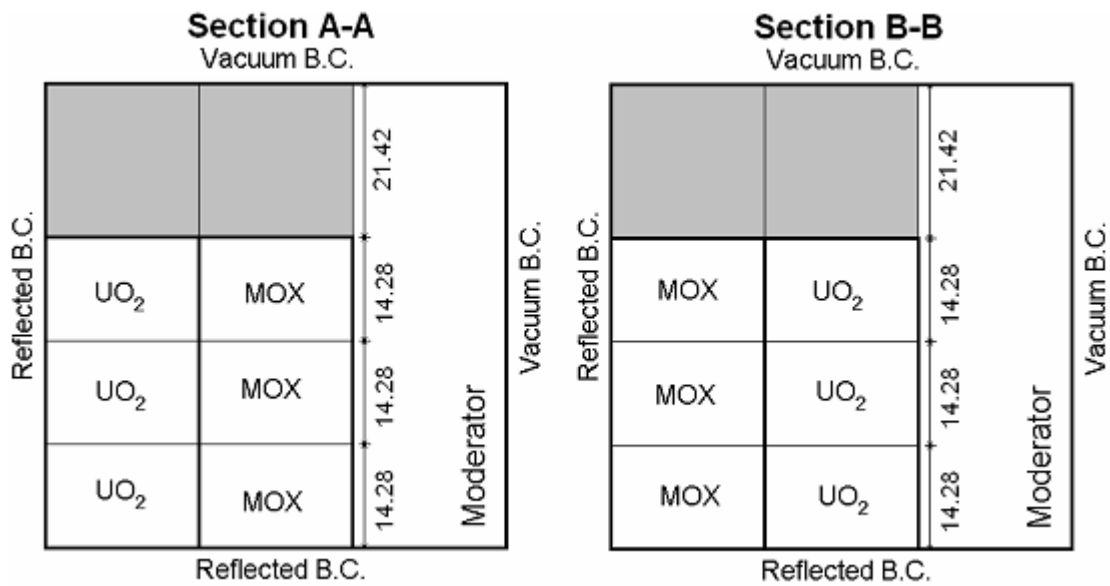 Section A-A
Vacuum B.C.
Reflected B.C.
21.42
UO2 MOX 14.28
UO2 MOX 14.28
UO2 MOX 14.28
Moderator
Vacuum B.C.
Reflected B.C.
Section B-B
Vacuum B.C.
Reflected B.C.
21.42
MOX UO2 14.28
MOX UO2 14.28
MOX UO2 14.28
Moderator
Vacuum B.C.
Reflected B.C.